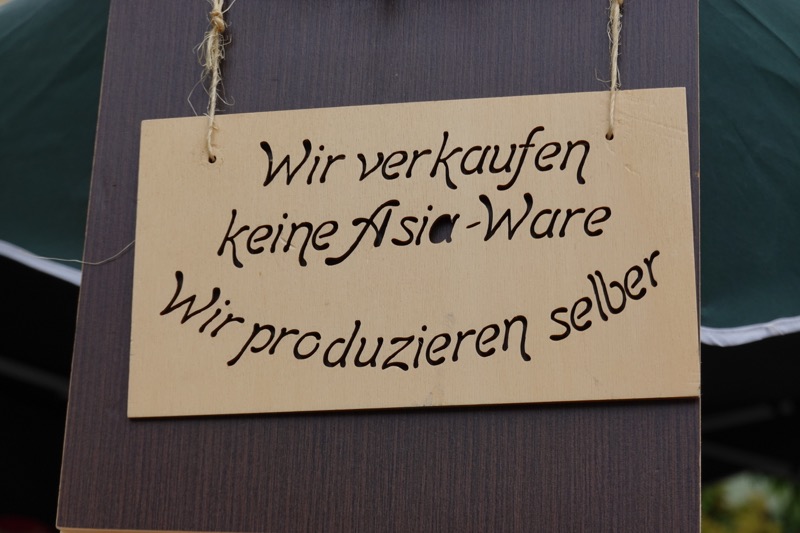 Wir verkaufen
keine Asia-Ware
Wir produzieren selber